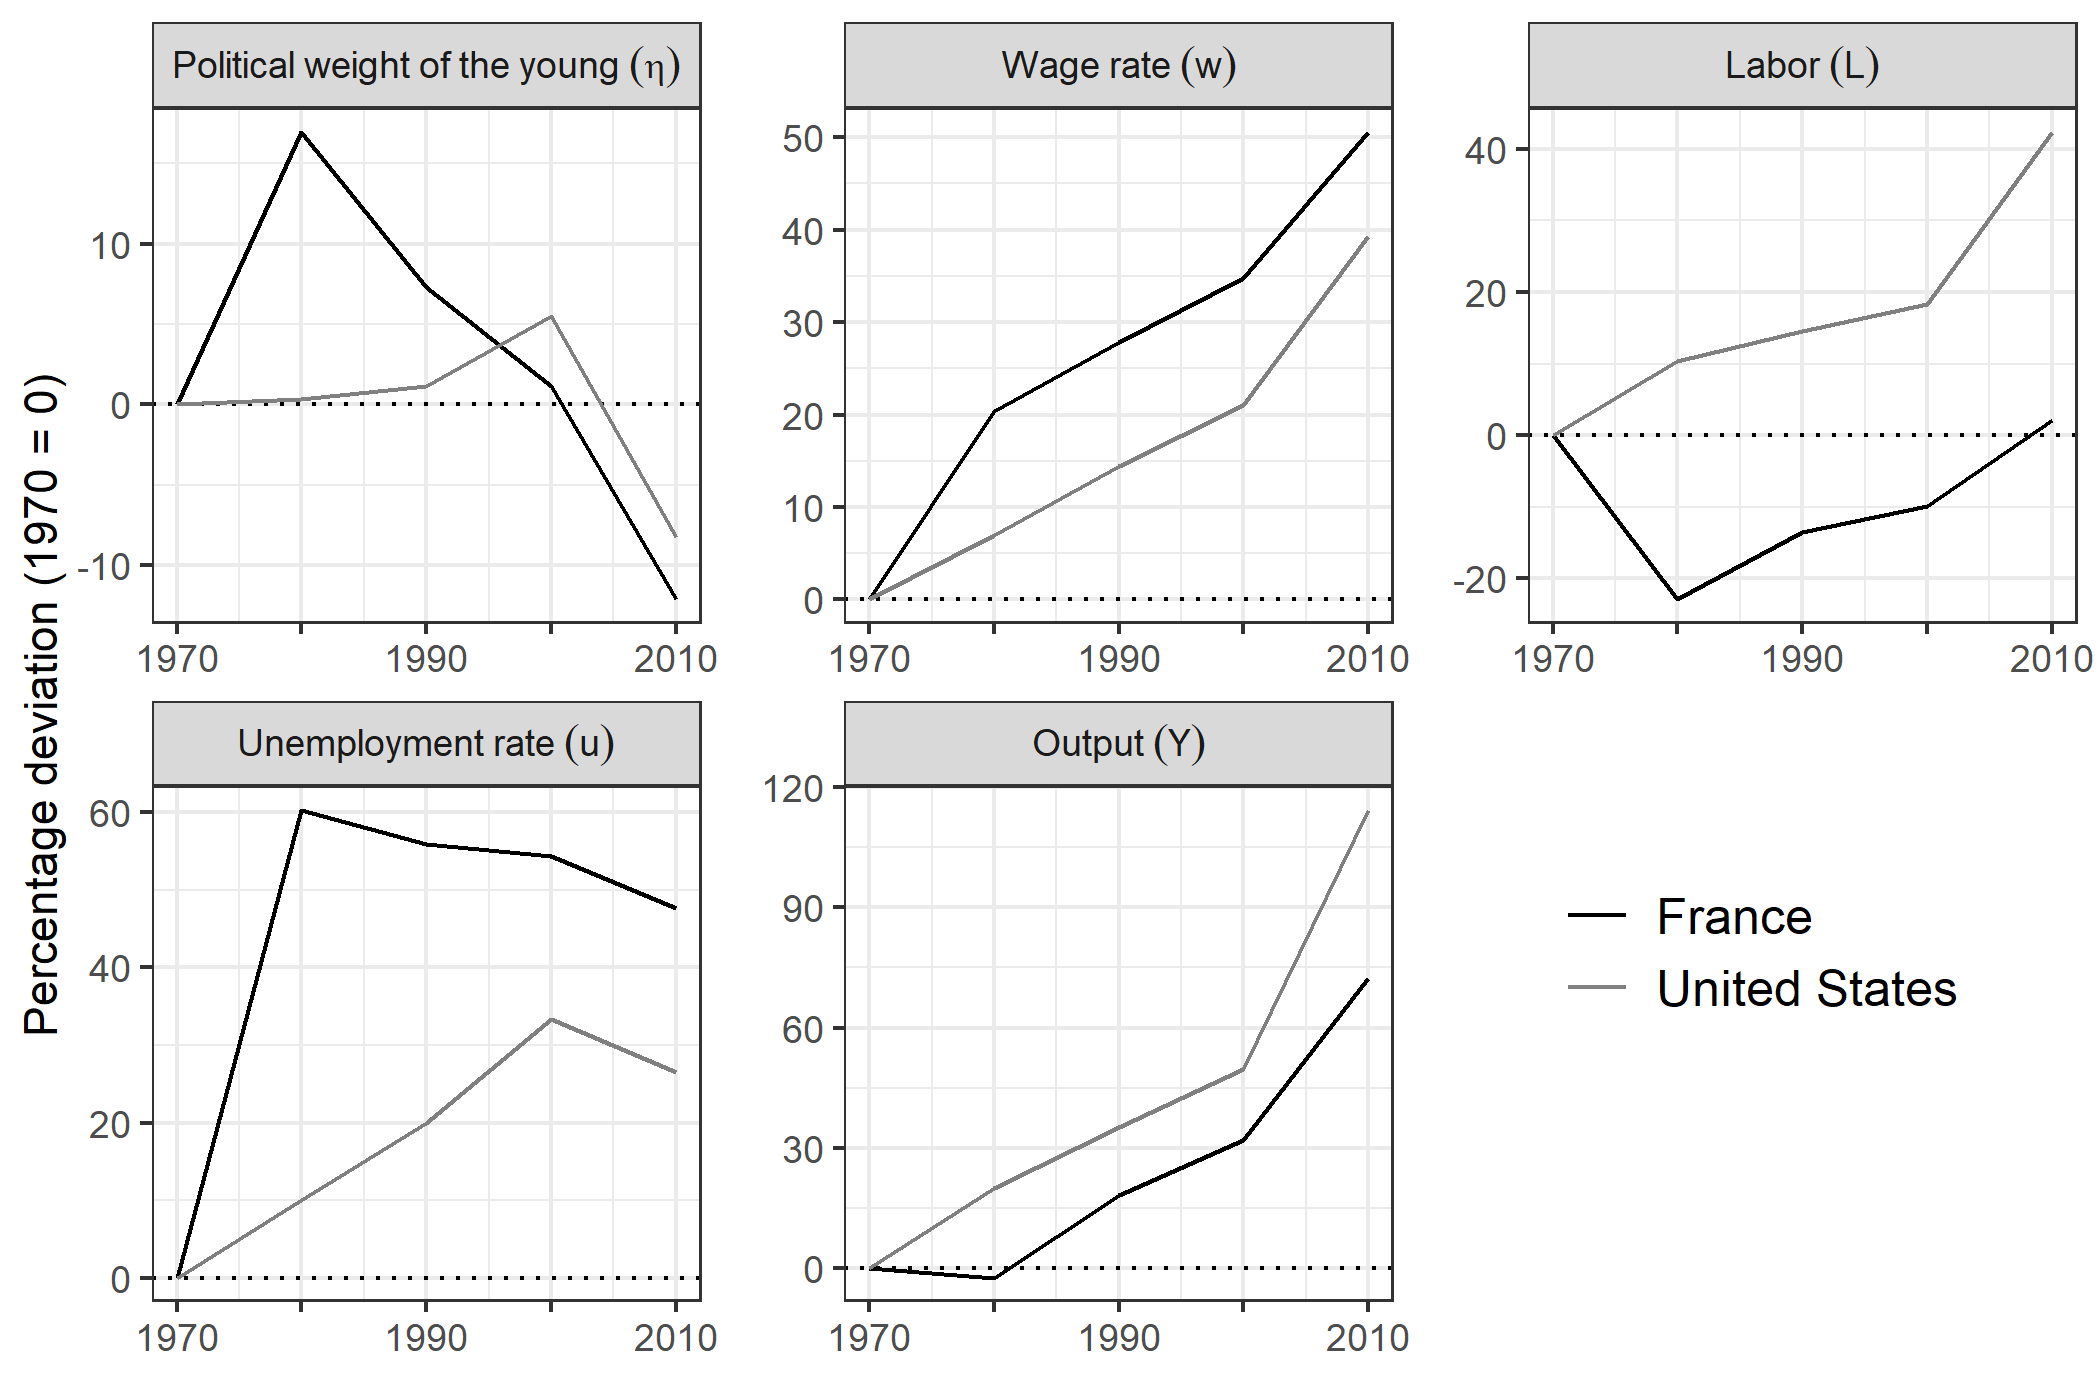 Percentage deviation (1970 = 0)
Political weight of the young (η)
10
0
-10
1970 1990 2010
Wage rate (w)
50
40
30
20
10
0
1970 1990 2010
Labor (L)
40
20
0
-20
1970 1990 2010
Unemployment rate (u)
60
40
20
0
1970 1990 2010
Output (Y)
120
90
60
30
0
1970 1990 2010
France
United States